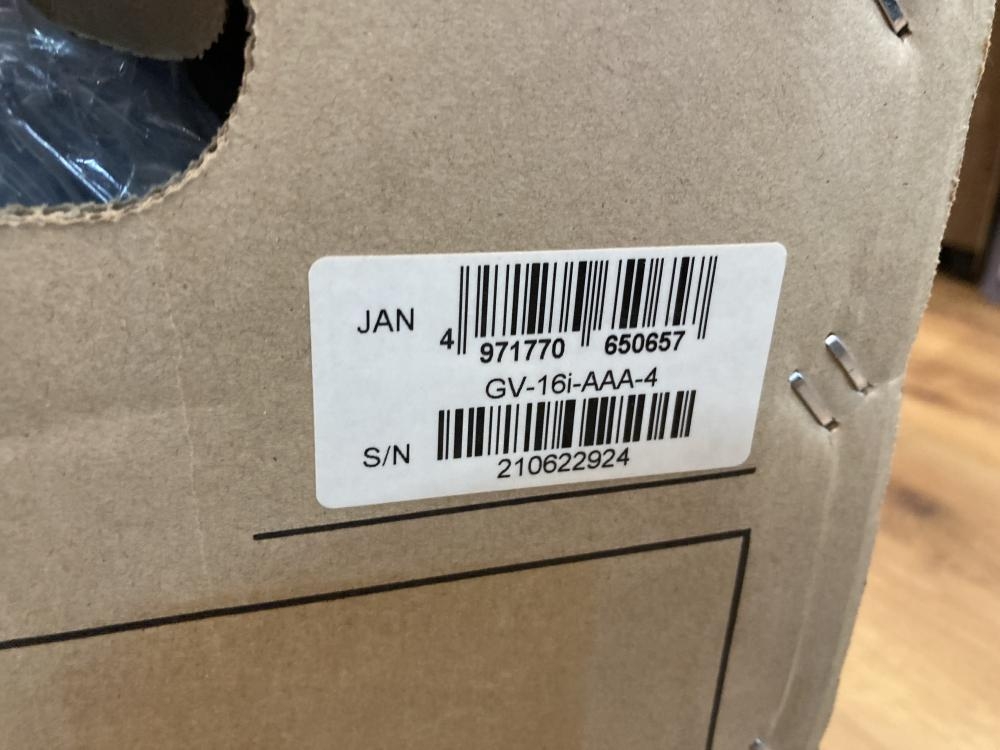 JAN
4 971770 650657
GV-16i-AAA-4
S/N
210622924